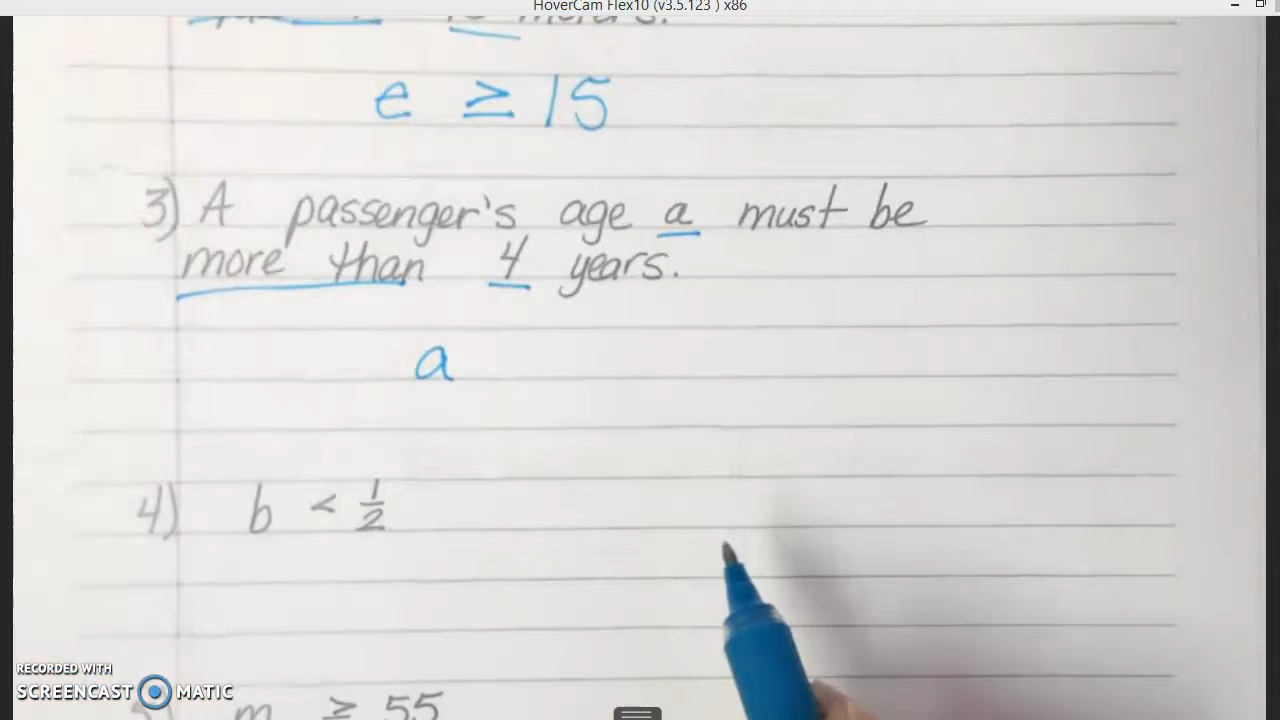 HoverCam Flex10 (v3.5.123 ) x86
e ≥ 15
3) A passenger's age a must be
more than 4 years.
a
4) b < 1/2
m ≥ 55
RECORDED WITH
SCREENCAST MATIC